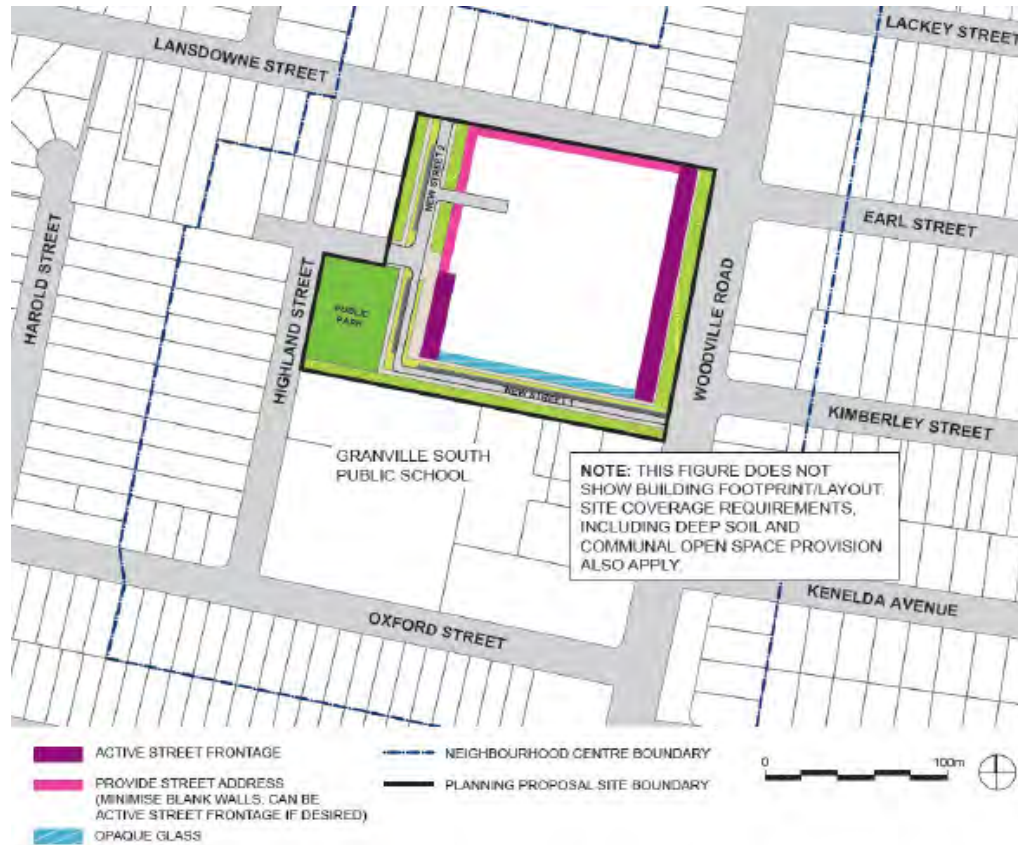 LACKEY STREET
LANSDOWNE STREET
NEW STREET 2
EARL STREET
HAROLD STREET
HIGHLAND STREET
PUBLIC
PARK
WOODVILLE ROAD
NEW STREET 1
KIMBERLEY STREET
GRANVILLE SOUTH
PUBLIC SCHOOL
NOTE: THIS FIGURE DOES NOT
SHOW BUILDING FOOTPRINT/LAYOUT.
SITE COVERAGE REQUIREMENTS,
INCLUDING DEEP SOIL AND
COMMUNAL OPEN SPACE PROVISION
ALSO APPLY.
KENELDA AVENUE
OXFORD STREET
ACTIVE STREET FRONTAGE
PROVIDE STREET ADDRESS
(MINIMISE BLANK WALLS. CAN BE
ACTIVE STREET FRONTAGE IF DESIRED)
OPAQUE GLASS
NEIGHBOURHOOD CENTRE BOUNDARY
PLANNING PROPOSAL SITE BOUNDARY
0 100m